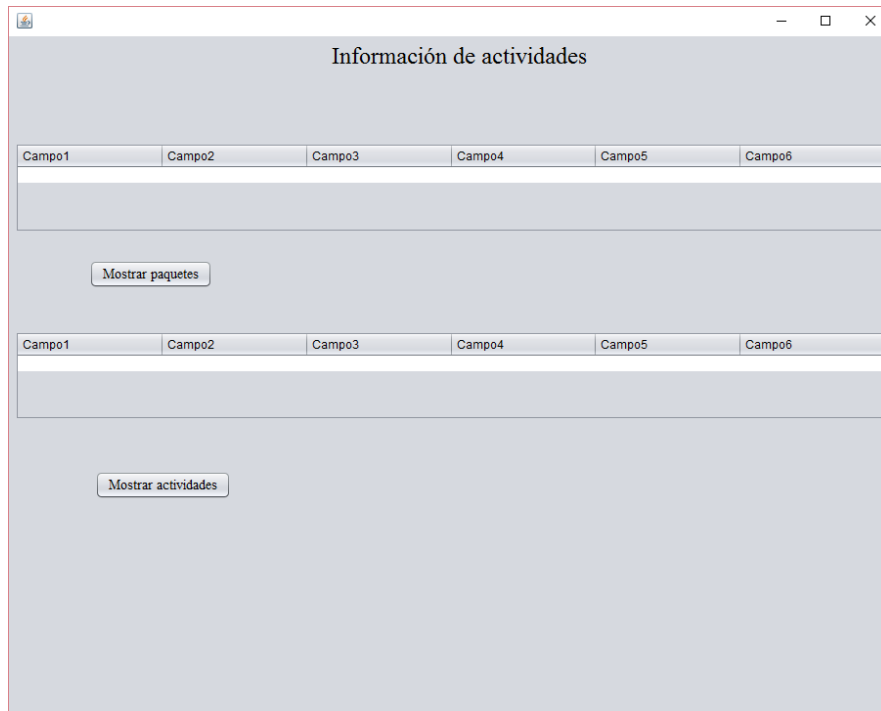 Información de actividades
Campo1 Campo2 Campo3 Campo4 Campo5 Campo6
Mostrar paquetes
Campo1 Campo2 Campo3 Campo4 Campo5 Campo6
Mostrar actividades